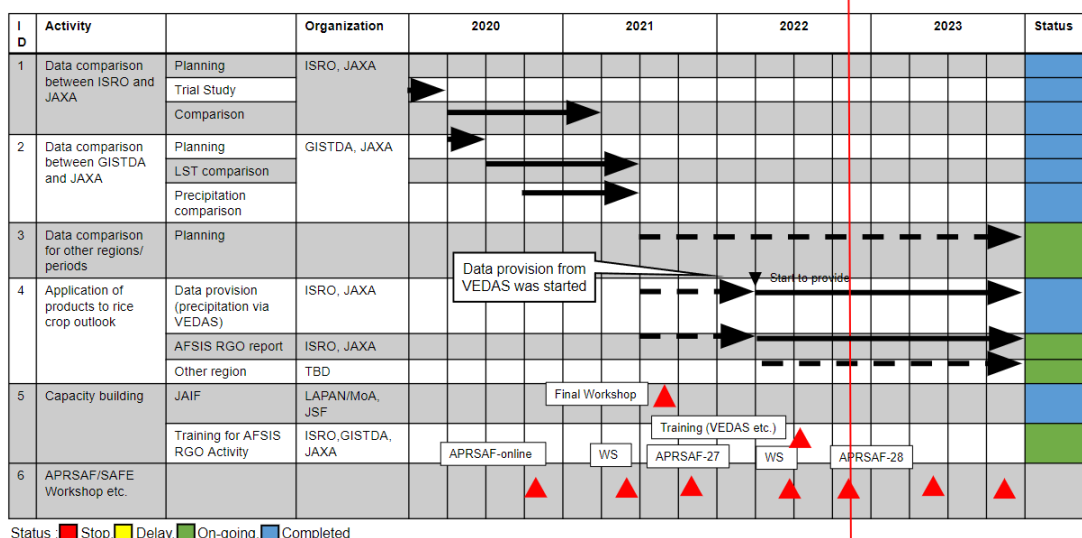 I
D
Activity
Organization
2020
2021
2022
2023
Status
1
Data comparison
between ISRO and
JAXA
Planning
ISRO, JAXA
Trial Study
Comparison
2
Data comparison
between GISTDA
and JAXA
Planning
GISTDA, JAXA
LST comparison
Precipitation
comparison
3
Data comparison
for other regions/
periods
Planning
Data provision from
VEDAS was started
Start to provide
4
Application of
products to rice
crop outlook
Data provision
(precipitation via
VEDAS)
ISRO, JAXA
AFSIS RGO report
ISRO, JAXA
Other region
TBD
5
Capacity building
JAIF
LAPAN/MoA,
JSF
Final Workshop
Training (VEDAS etc.)
Training for AFSIS
RGO Activity
ISRO,GISTDA,
JAXA
APRSAF-online
WS
APRSAF-27
WS
APRSAF-28
6
APRSAF/SAFE
Workshop etc.
Status : Stop, Delay, On-going, Completed